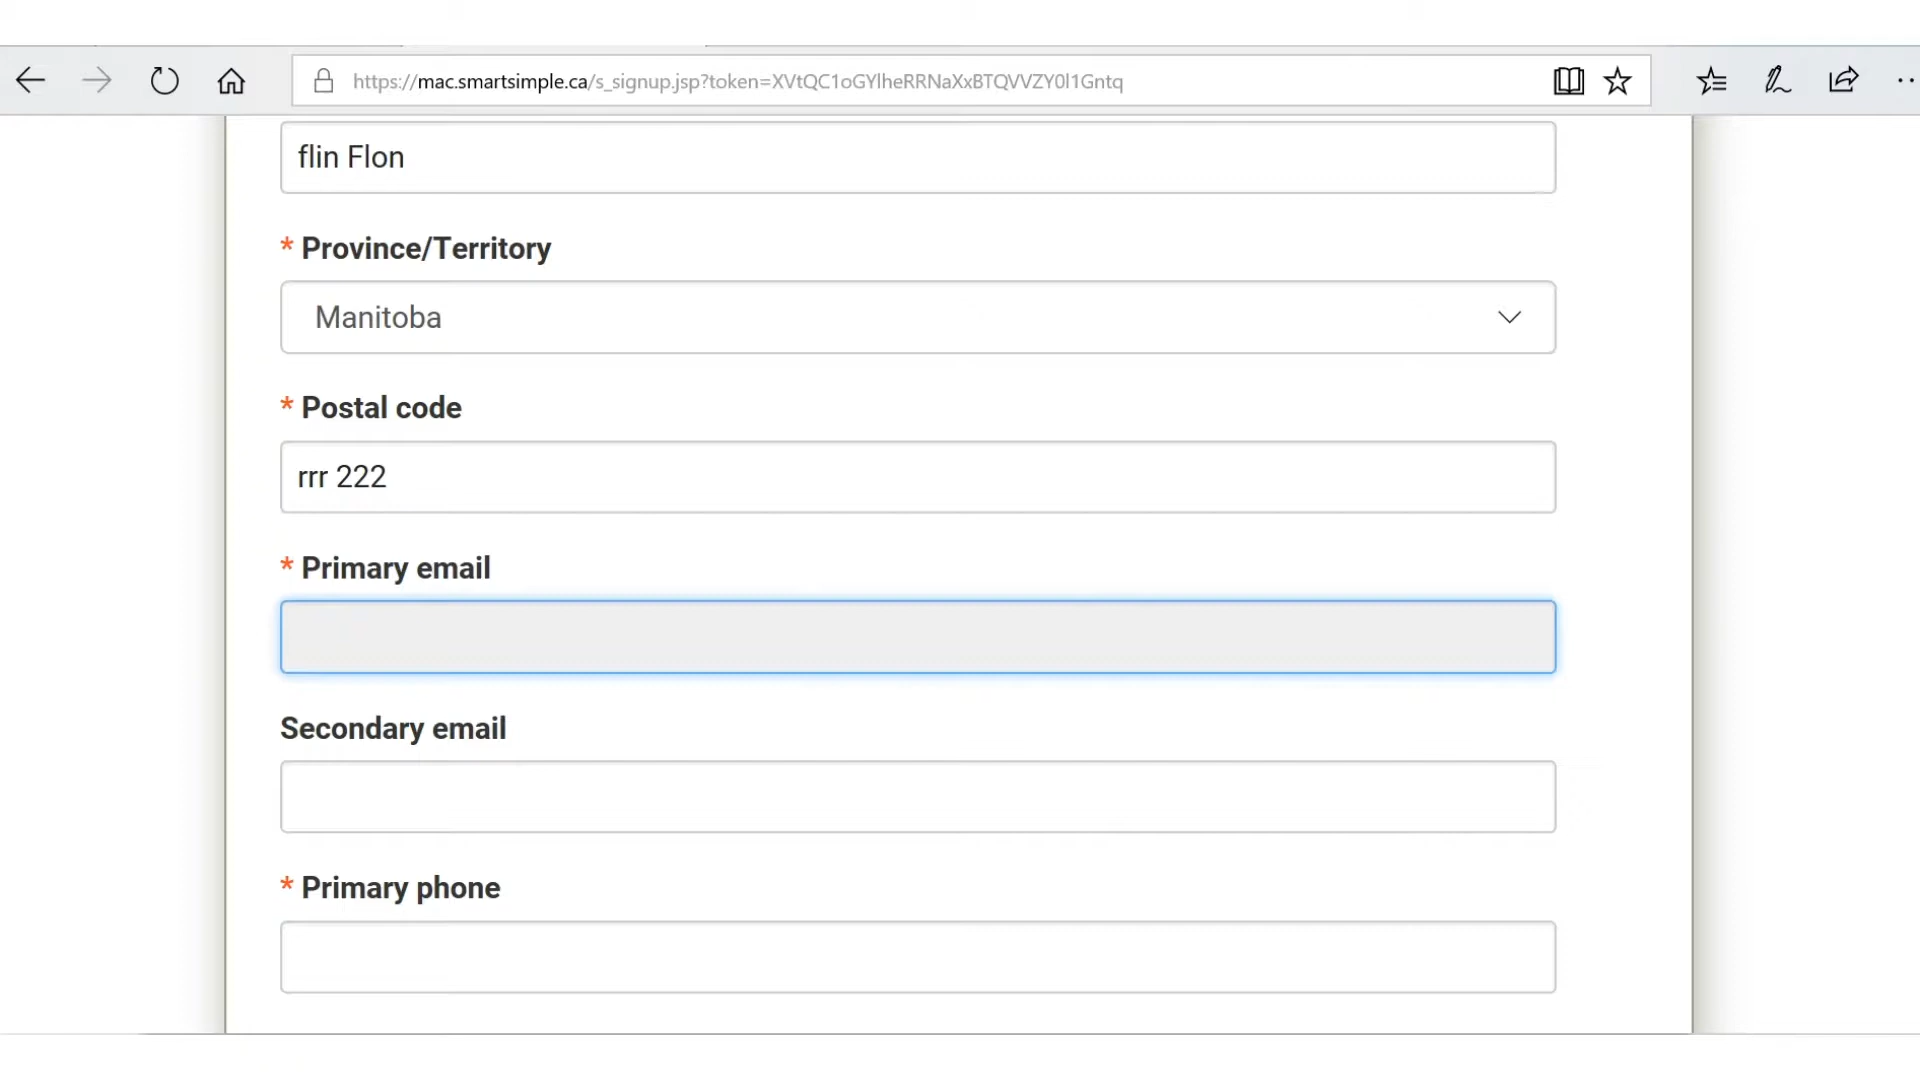 https://mac.smartsimple.ca/s_signup.jsp?token=XVtQC1oGYlheRRNaXxBTQVVZY0l1Gntq
flin Flon
* Province/Territory
Manitoba
* Postal code
rrr 222
* Primary email
Secondary email
* Primary phone